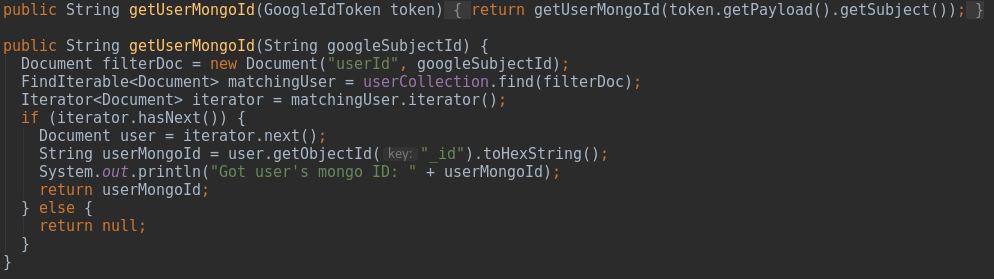 public String getUserMongoId(GoogleIdToken token) { return getUserMongoId(token.getPayload().getSubject()); }
public String getUserMongoId(String googleSubjectId) {
Document filterDoc = new Document("userId", googleSubjectId);
FindIterable<Document> matchingUser = userCollection.find(filterDoc);
Iterator<Document> iterator = matchingUser.iterator();
if (iterator.hasNext()) {
Document user = iterator.next();
String userMongoId = user.getObjectId( key: "_id").toHexString();
System.out.println("Got user's mongo ID: " + userMongoId);
return userMongoId;
} else {
return null;
}
}